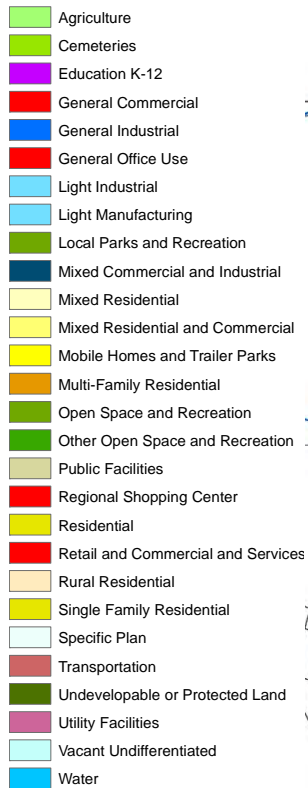 Agriculture
Cemeteries
Education K-12
General Commercial
General Industrial
General Office Use
Light Industrial
Light Manufacturing
Local Parks and Recreation
Mixed Commercial and Industrial
Mixed Residential
Mixed Residential and Commercial
Mobile Homes and Trailer Parks
Multi-Family Residential
Open Space and Recreation
Other Open Space and Recreation
Public Facilities
Regional Shopping Center
Residential
Retail and Commercial and Services
Rural Residential
Single Family Residential
Specific Plan
Transportation
Undevelopable or Protected Land
Utility Facilities
Vacant Undifferentiated
Water